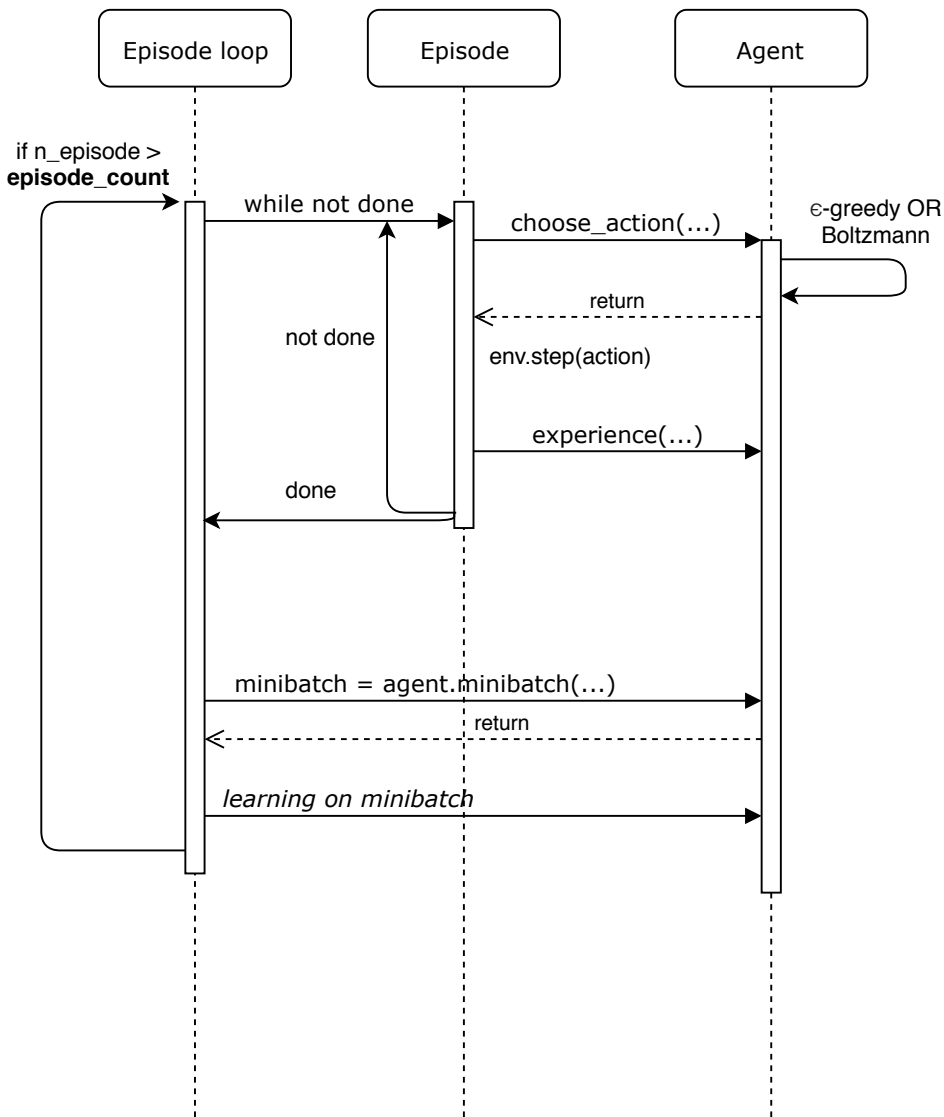 Episode loop
Episode
Agent
if n_episode >
episode_count
while not done
choose_action(...)
ϵ-greedy OR
Boltzmann
return
not done
env.step(action)
experience(...)
done
minibatch = agent.minibatch(...)
return
learning on minibatch